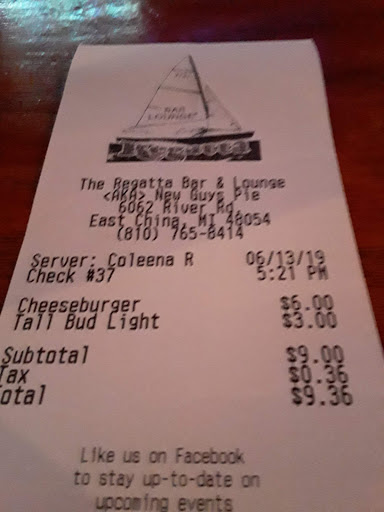 BAR
LOUNGE
The Regatta Bar & Lounge
<AKA> New Guys Pie
6062 River Rd
East China, MI 48054
(810) 765-8414
Server: Coleena R 06/13/19
Check #37 5:21 PM
Cheeseburger $6.00
Tall Bud Light $3.00
Subtotal $9.00
Tax $0.36
otal $9.36
Like us on Facebook
to stay up-to-date on
upcoming events